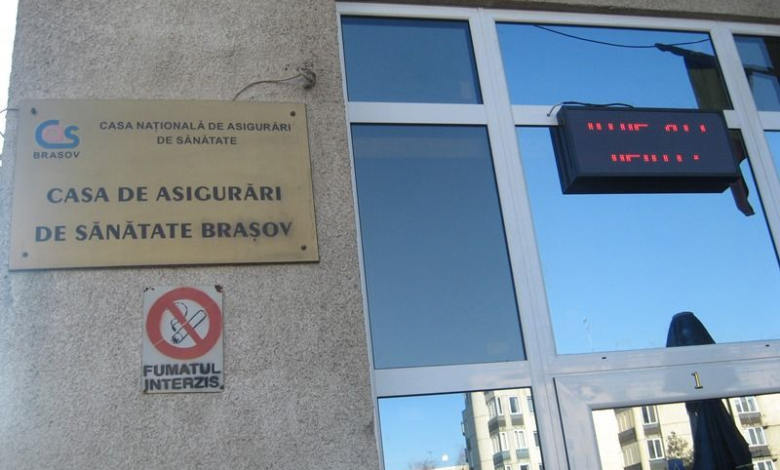 CASA NAȚIONALĂ DE ASIGURĂRI
DE SĂNĂTATE
CAS
BRASOV
CASA DE ASIGURĂRI
DE SĂNĂTATE BRAȘOV
FUMATUL
INTERZIS
1